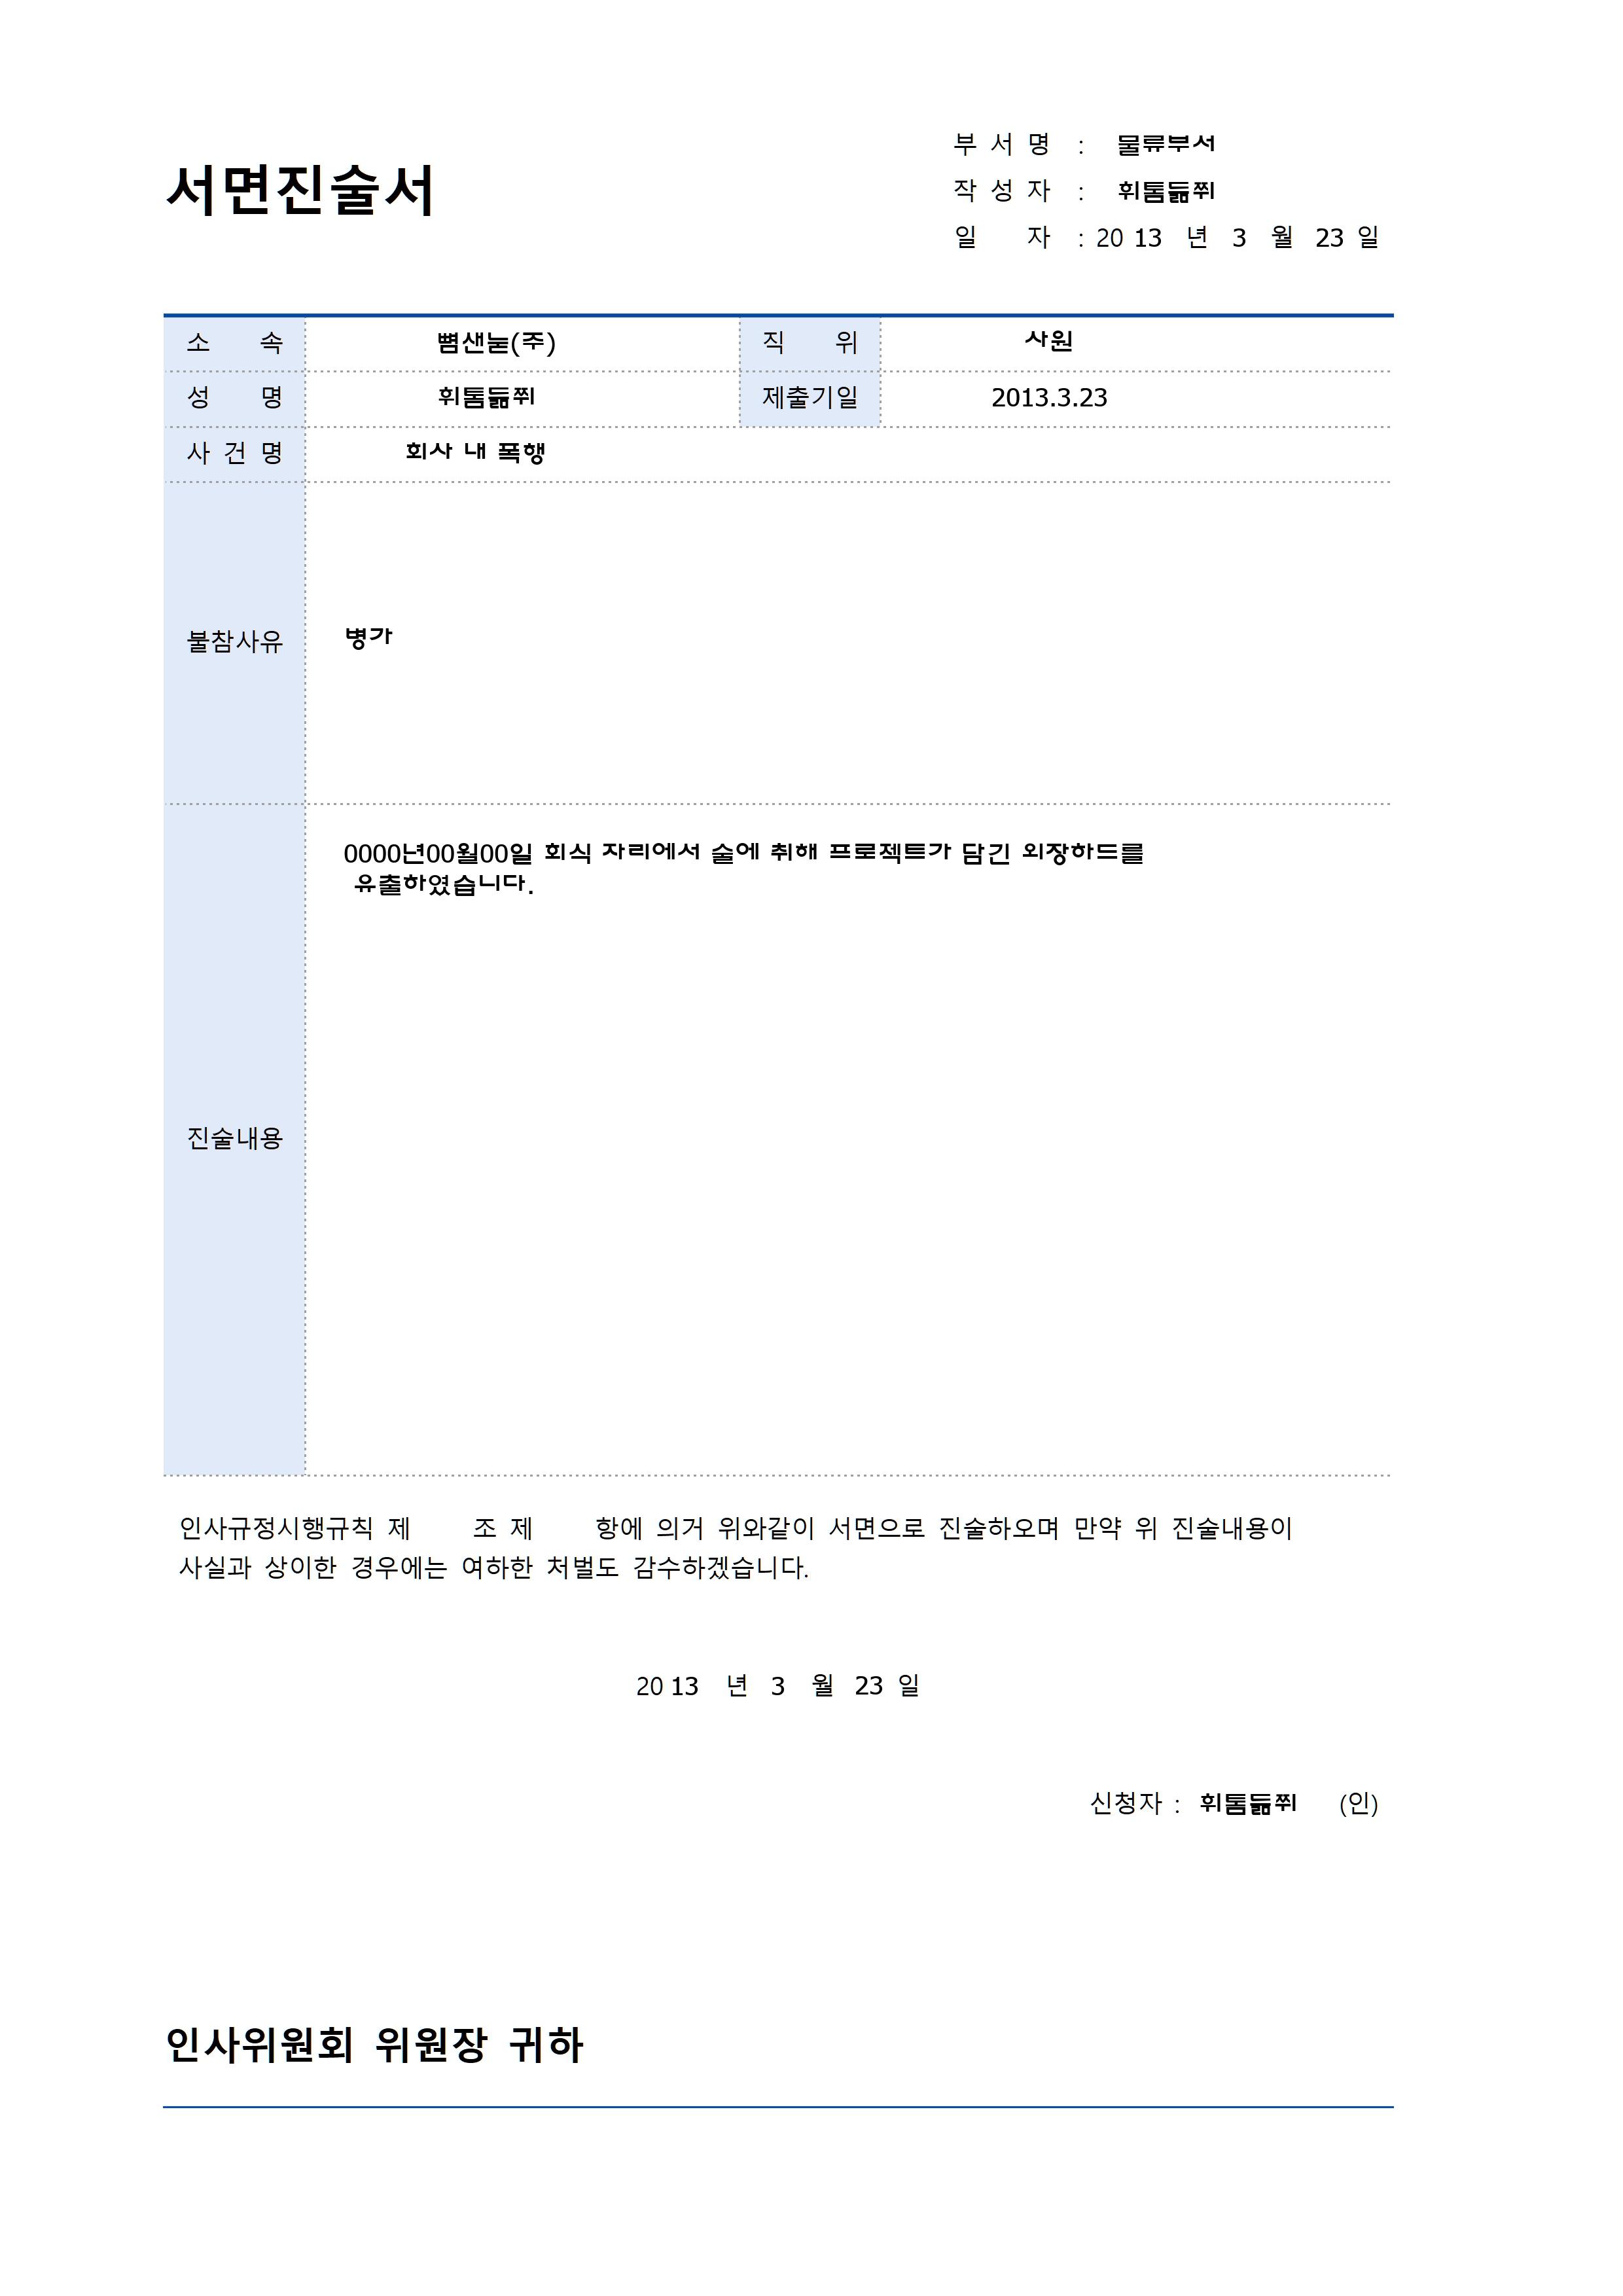 서면진술서
부 서 명 : 물류부서
작 성 자 : 휘톰듦쮜
일 자 : 20 13 년 3 월 23 일
소 속 뼘샌눌(주) 직 위 사원
성 명 휘톰듦쮜 제출기일 2013.3.23
사 건 명 회사 내 폭행
불참사유 병가
진술내용
0000년00월00일 회식 자리에서 술에 취해 프로젝트가 담긴 외장하드를
유출하였습니다.
인사규정시행규칙 제 조 제 항에 의거 위와같이 서면으로 진술하오며 만약 위 진술내용이
사실과 상이한 경우에는 여하한 처벌도 감수하겠습니다.
20 13 년 3 월 23 일
신청자 : 휘톰듦쮜 (인)
인사위원회 위원장 귀하